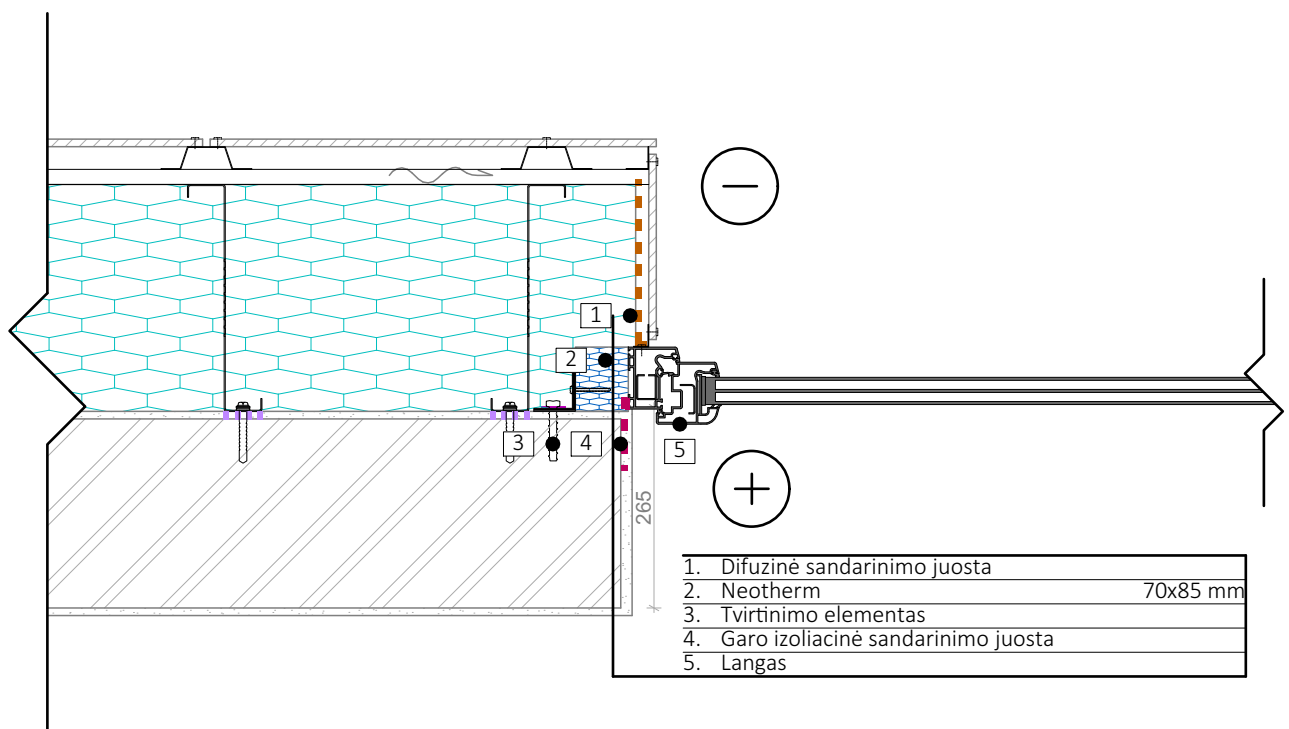 1
2
3
4
5
265
1. Difuzinė sandarinimo juosta
2. Neotherm 70x85 mm
3. Tvirtinimo elementas
4. Garo izoliacinė sandarinimo juosta
5. Langas